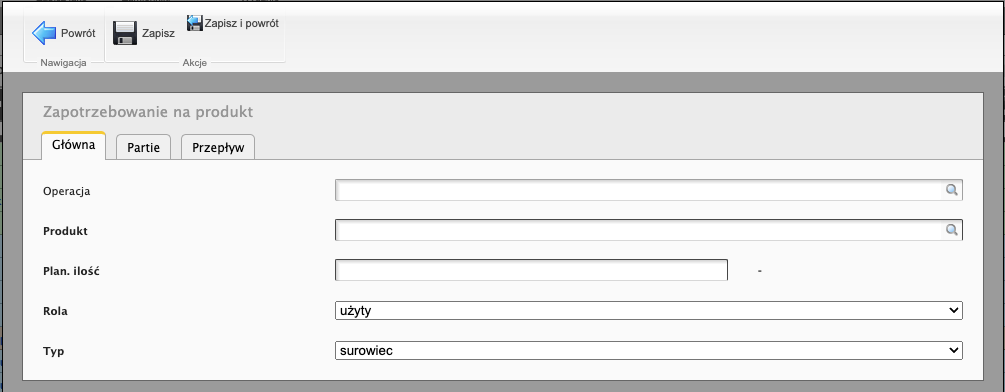 Powrót
Zapisz
Zapisz i powrót
Nawigacja
Akcje
Zapotrzebowanie na produkt
Główna
Partie
Przepływ
Operacja
Produkt
Plan. ilość
-
Rola
użyty
Typ
surowiec